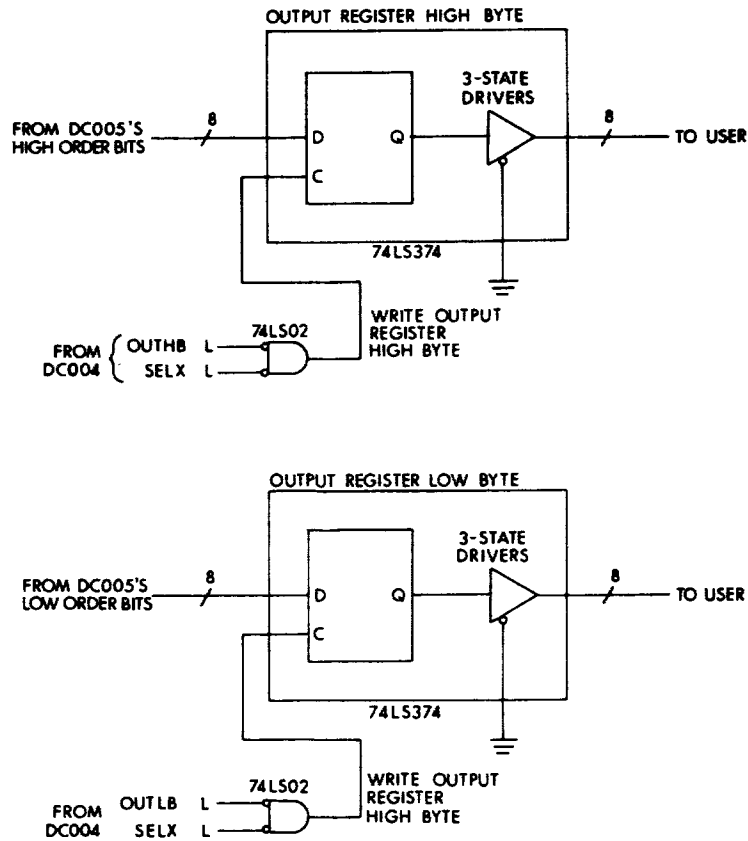 OUTPUT REGISTER HIGH BYTE
3-STATE
DRIVERS
8
8
FROM DC005'S
HIGH ORDER BITS
D
Q
TO USER
C
74LS374
WRITE OUTPUT
REGISTER
HIGH BYTE
74LS02
FROM
DC004
OUTHB L
SELX L
OUTPUT REGISTER LOW BYTE
3-STATE
DRIVERS
8
8
FROM DC005'S
LOW ORDER BITS
D
Q
TO USER
C
74LS374
WRITE OUTPUT
REGISTER
HIGH BYTE
74LS02
FROM
DC004
OUTLB L
SELX L